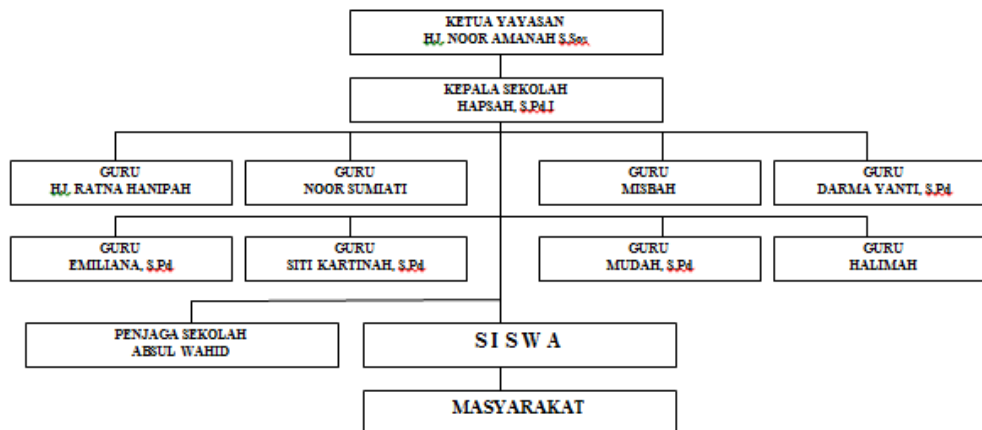 KETUA YAYASAN
HJ. NOOR AMANAH S.Sos
KEPALA SEKOLAH
HAPSAH, S.Pd.I
GURU
HJ. RATNA HANIPAH
GURU
NOOR SUMIATI
GURU
MISBAH
GURU
DARMA YANTI, S.Pd
GURU
EMILIANA, S.Pd
GURU
SITI KARTINAH, S.Pd
GURU
MUDAH, S.Pd
GURU
HALIMAH
PENJAGA SEKOLAH
ABSUL WAHID
S I S W A
MASYARAKAT